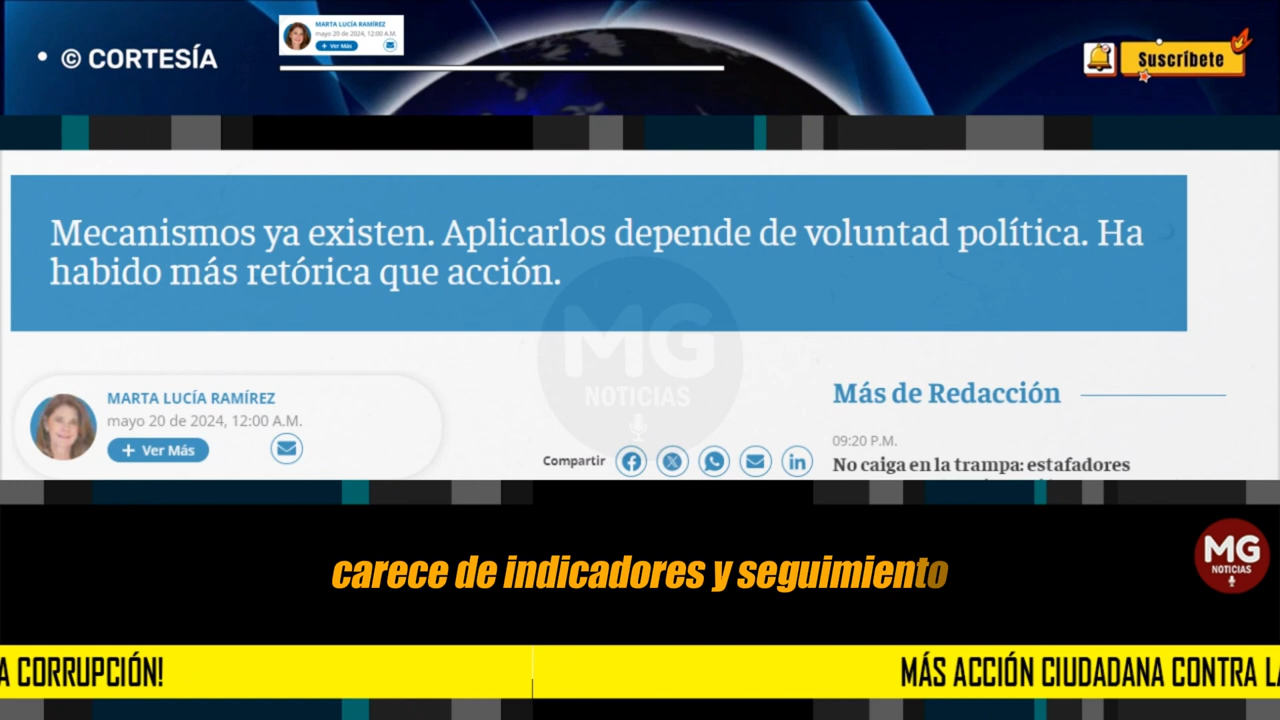 • © CORTESÍA
MARTA LUCÍA RAMÍREZ
mayo 20 de 2024, 12:00 A.M.
+ Ver Más
Suscríbete
Mecanismos ya existen. Aplicarlos depende de voluntad política. Ha
habido más retórica que acción.
MG
NOTICIAS
MARTA LUCÍA RAMÍREZ
mayo 20 de 2024, 12:00 A.M.
+ Ver Más
Compartir
Más de Redacción
09:20 P.M.
No caiga en la trampa: estafadores
carece de indicadores y seguimiento
MG
NOTICIAS
A CORRUPCIÓN!
MÁS ACCIÓN CIUDADANA CONTRA LA